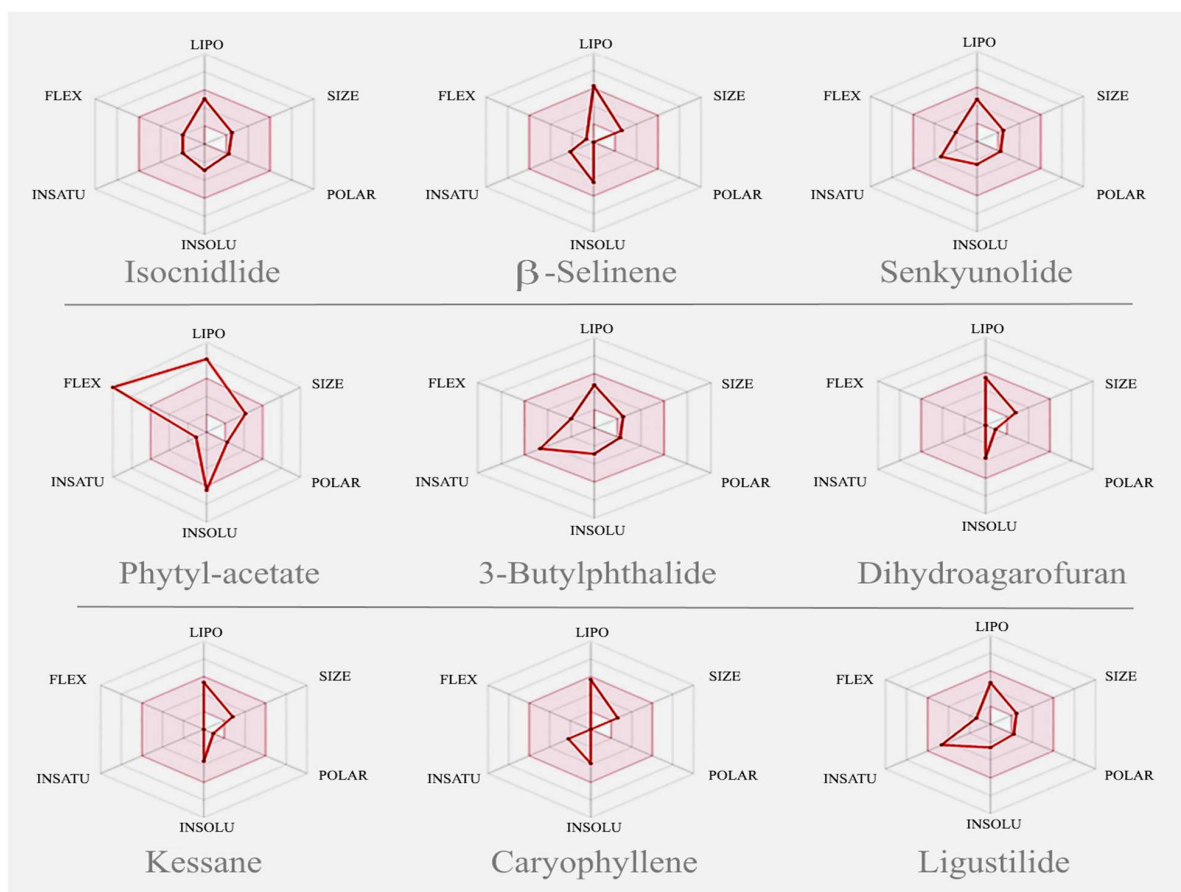 LIPO LIPO LIPO
FLEX SIZE FLEX SIZE FLEX SIZE
INSATU POLAR INSATU POLAR INSATU POLAR
INSOLU INSOLU INSOLU
Isocnidlide β-Selinene Senkyunolide
LIPO LIPO LIPO
FLEX SIZE FLEX SIZE FLEX SIZE
INSATU POLAR INSATU POLAR INSATU POLAR
INSOLU INSOLU INSOLU
Phytyl-acetate 3-Butylphthalide Dihydroagarofuran
LIPO LIPO LIPO
FLEX SIZE FLEX SIZE FLEX SIZE
INSATU POLAR INSATU POLAR INSATU POLAR
INSOLU INSOLU INSOLU
Kessane Caryophyllene Ligustilide